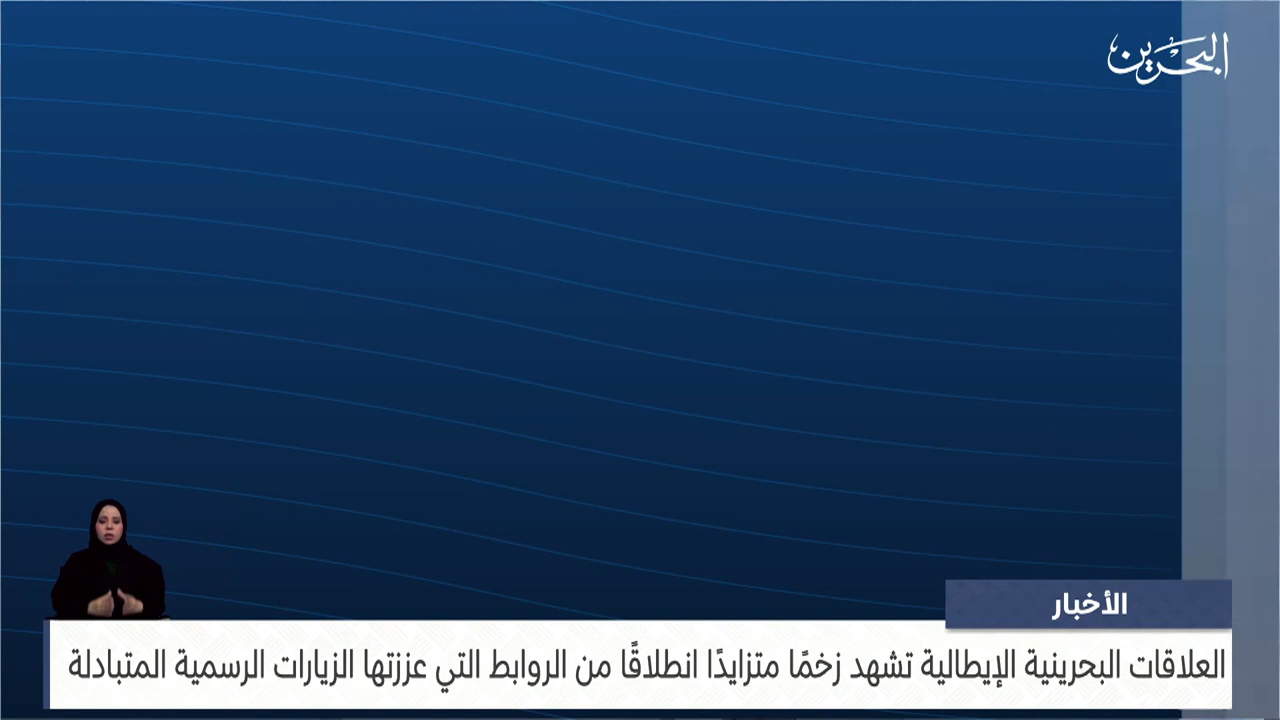 البحرين
الأخبار
العلاقات البحرينية الإيطالية تشهد زخمًا متزايدًا انطلاقًا من الروابط التي عززتها الزيارات الرسمية المتبادلة